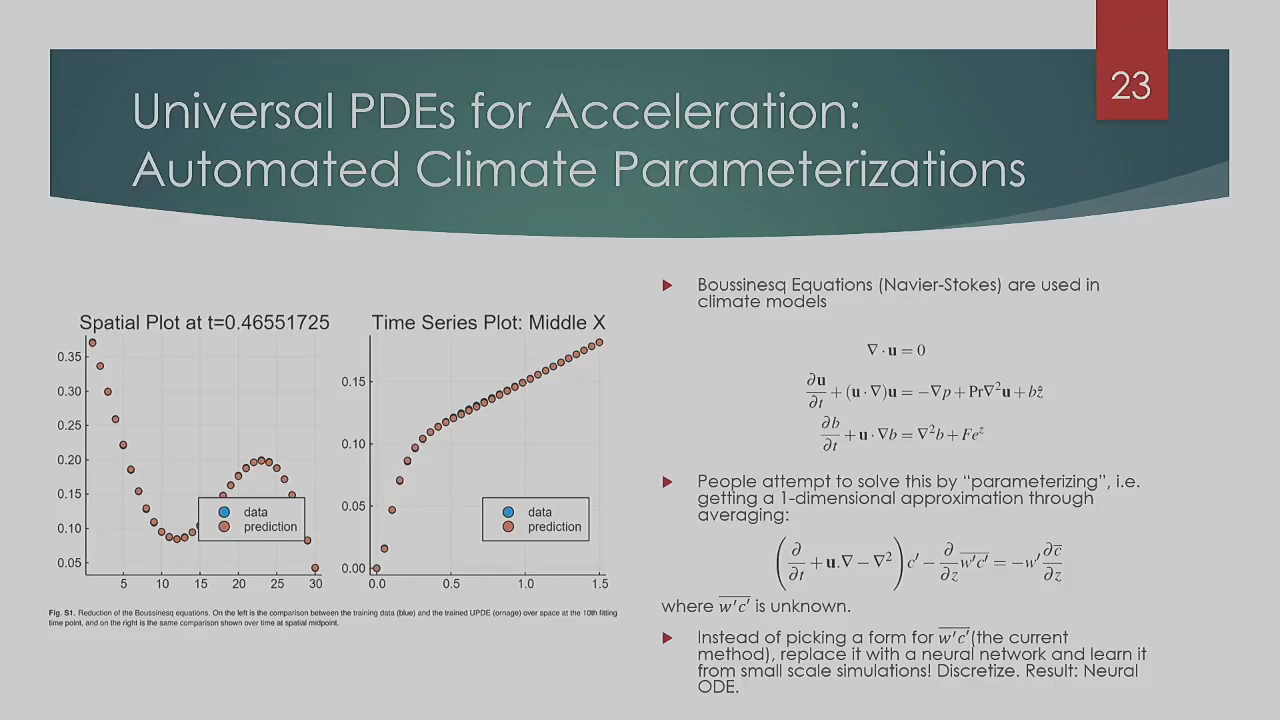 23
Universal PDEs for Acceleration:
Automated Climate Parameterizations
Spatial Plot at t=0.46551725
0.35
0.30
0.25
0.20
0.15
0.10
0.05
5 10 15 20 25 30
data
prediction
Time Series Plot: Middle X
0.15
0.10
0.05
0.00
0.0 0.5 1.0 1.5
data
prediction
Fig. S1. Reduction of the Boussinesq equations. On the left is the comparison between the training data (blue) and the trained UPDE (ornage) over space at the 10th fitting
time point, and on the right is the same comparison shown over time at spatial midpoint.
Boussinesq Equations (Navier-Stokes) are used in
climate models
∇ · u = 0
∂u/∂t + (u · ∇)u = −∇p + Pr∇²u + bẑ
∂b/∂t + u · ∇b = ∇²b + Feᶻ
People attempt to solve this by “parameterizing”, i.e.
getting a 1-dimensional approximation through
averaging:
(∂/∂t + u.∇ − ∇²) c′ − ∂/∂z w̅′c̅′ = −w′ ∂c̅/∂z
where w̅′c̅′ is unknown.
Instead of picking a form for w̅′c̅′(the current
method), replace it with a neural network and learn it
from small scale simulations! Discretize. Result: Neural
ODE.